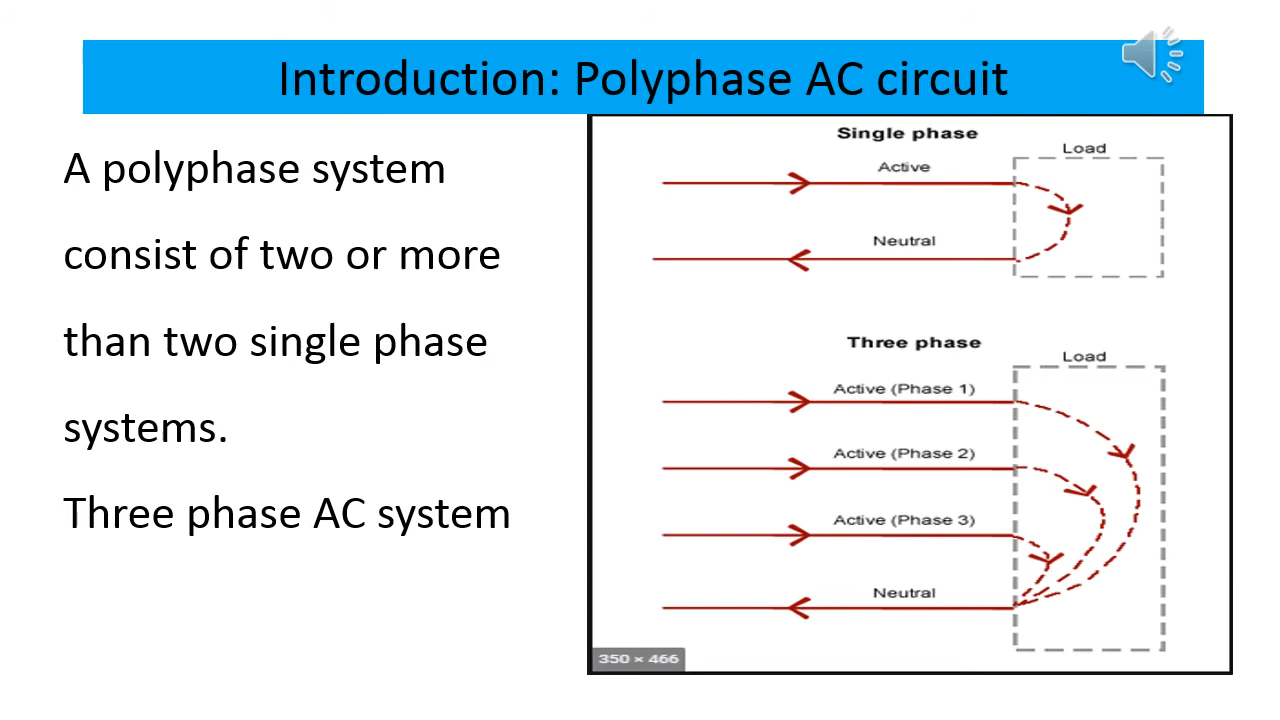 Introduction: Polyphase AC circuit
A polyphase system
consist of two or more
than two single phase
systems.
Three phase AC system
Single phase
Load
Active
Neutral
Three phase
Load
Active (Phase 1)
Active (Phase 2)
Active (Phase 3)
Neutral
350 × 466